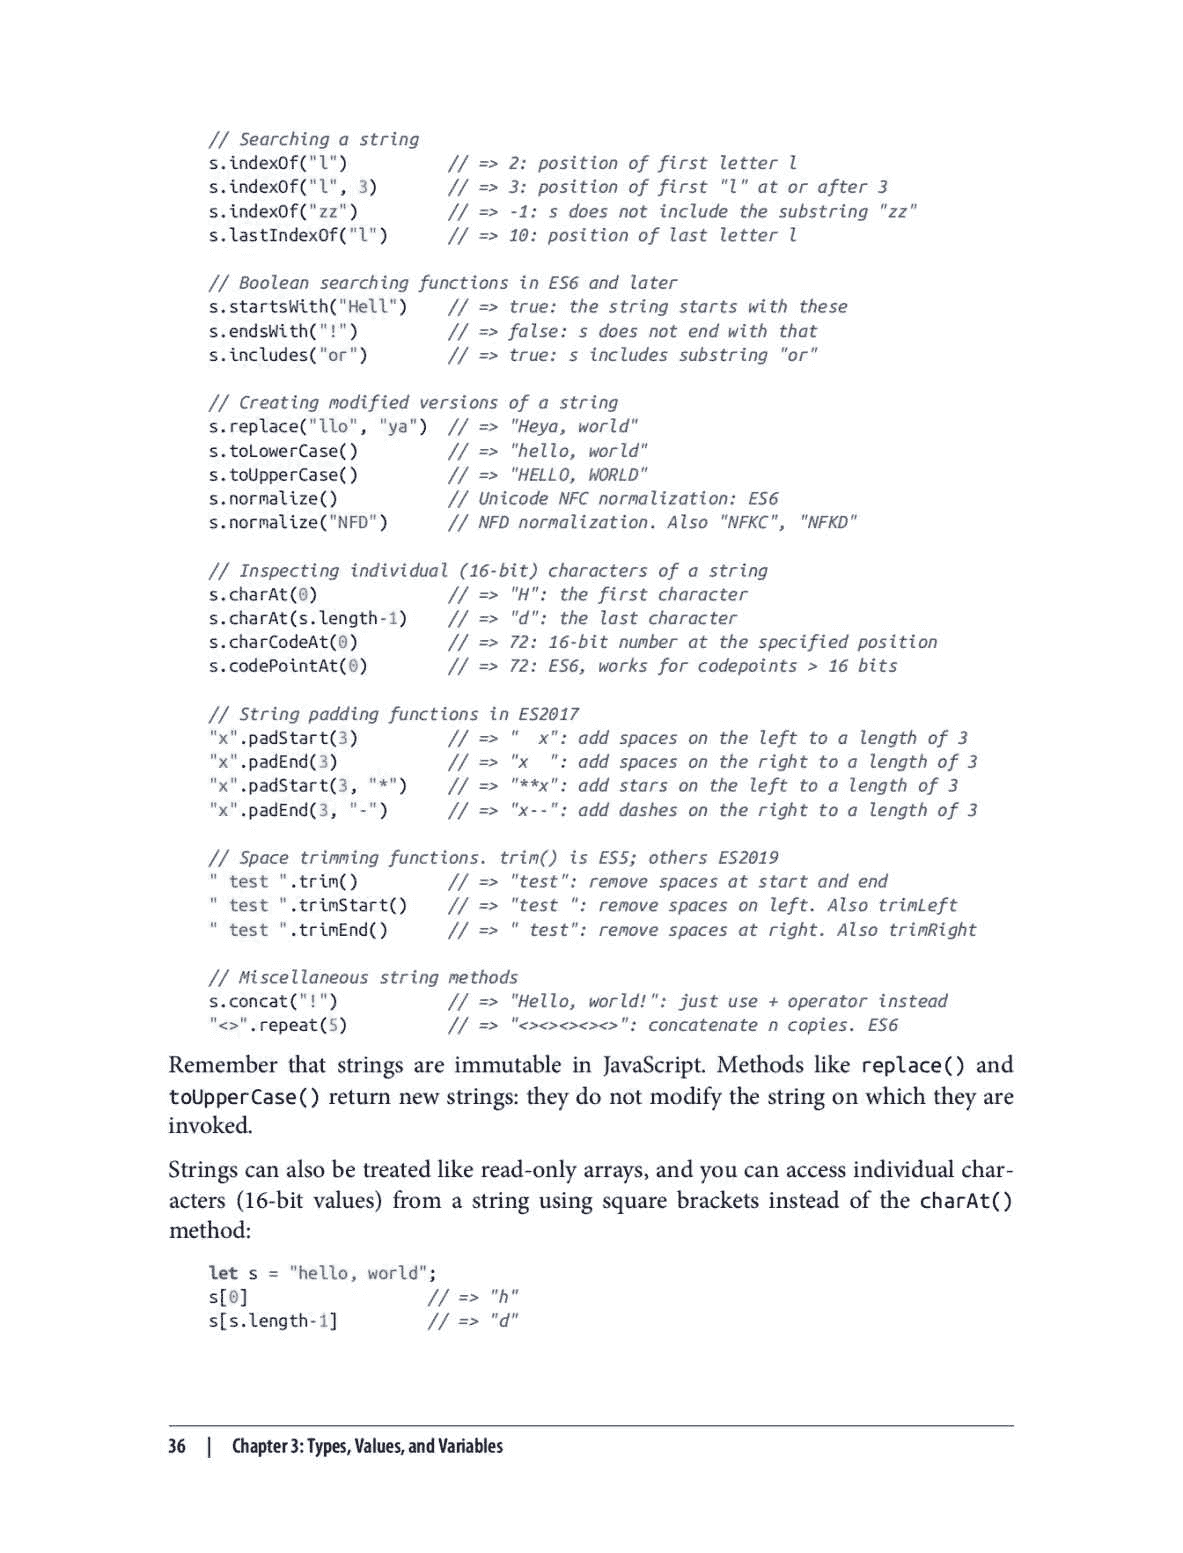 // Searching a string
s.indexOf("l")          // => 2: position of first letter l
s.indexOf("l", 3)       // => 3: position of first "l" at or after 3
s.indexOf("zz")         // => -1: s does not include the substring "zz"
s.lastIndexOf("l")      // => 10: position of last letter l
// Boolean searching functions in ES6 and later
s.startsWith("Hell")    // => true: the string starts with these
s.endsWith("!")         // => false: s does not end with that
s.includes("or")        // => true: s includes substring "or"
// Creating modified versions of a string
s.replace("llo", "ya")  // => "Heya, world"
s.toLowerCase()         // => "hello, world"
s.toUpperCase()         // => "HELLO, WORLD"
s.normalize()           // Unicode NFC normalization: ES6
s.normalize("NFD")      // NFD normalization. Also "NFKC", "NFKD"
// Inspecting individual (16-bit) characters of a string
s.charAt(0)             // => "H": the first character
s.charAt(s.length-1)    // => "d": the last character
s.charCodeAt(0)         // => 72: 16-bit number at the specified position
s.codePointAt(0)        // => 72: ES6, works for codepoints > 16 bits
// String padding functions in ES2017
"x".padStart(3)         // => "  x": add spaces on the left to a length of 3
"x".padEnd(3)           // => "x  ": add spaces on the right to a length of 3
"x".padStart(3, "*")    // => "**x": add stars on the left to a length of 3
"x".padEnd(3, "-")      // => "x--": add dashes on the right to a length of 3
// Space trimming functions. trim() is ES5; others ES2019
" test ".trim()         // => "test": remove spaces at start and end
" test ".trimStart()    // => "test ": remove spaces on left. Also trimLeft
" test ".trimEnd()      // => " test": remove spaces at right. Also trimRight
// Miscellaneous string methods
s.concat("!")           // => "Hello, world!": just use + operator instead
"<>".repeat(5)          // => "<><><><><>": concatenate n copies. ES6
Remember that strings are immutable in JavaScript. Methods like replace() and
toUpperCase() return new strings: they do not modify the string on which they are
invoked.
Strings can also be treated like read-only arrays, and you can access individual char-
acters (16-bit values) from a string using square brackets instead of the charAt()
method:
let s = "hello, world";
s[0]                  // => "h"
s[s.length-1]         // => "d"
36 | Chapter 3: Types, Values, and Variables